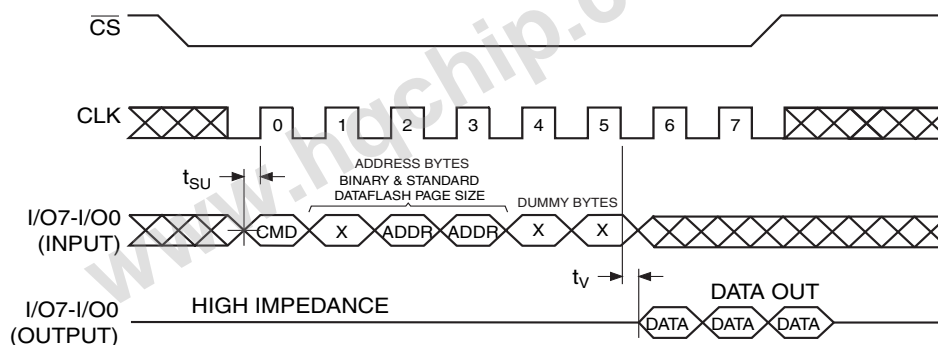 CS
CLK
0 1 2 3 4 5 6 7
tSU
ADDRESS BYTES
BINARY & STANDARD
DATAFLASH PAGE SIZE
DUMMY BYTES
I/O7-I/O0
(INPUT)
CMD X ADDR ADDR X X
tV
I/O7-I/O0
(OUTPUT)
HIGH IMPEDANCE
DATA OUT
DATA DATA DATA
www.hqchip.c